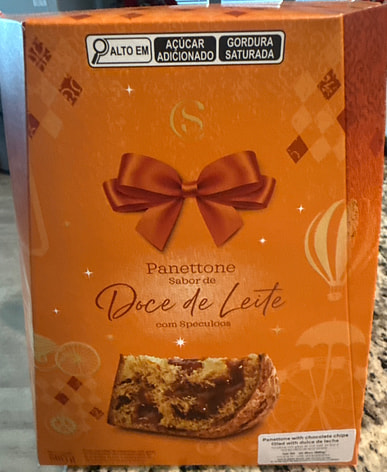 ALTO EM
AÇÚCAR
ADICIONADO
GORDURA
SATURADA
Panettone
Sabor de
Doce de Leite
com Speculoos
Panettone with chocolate chips
filled with dulce de leche